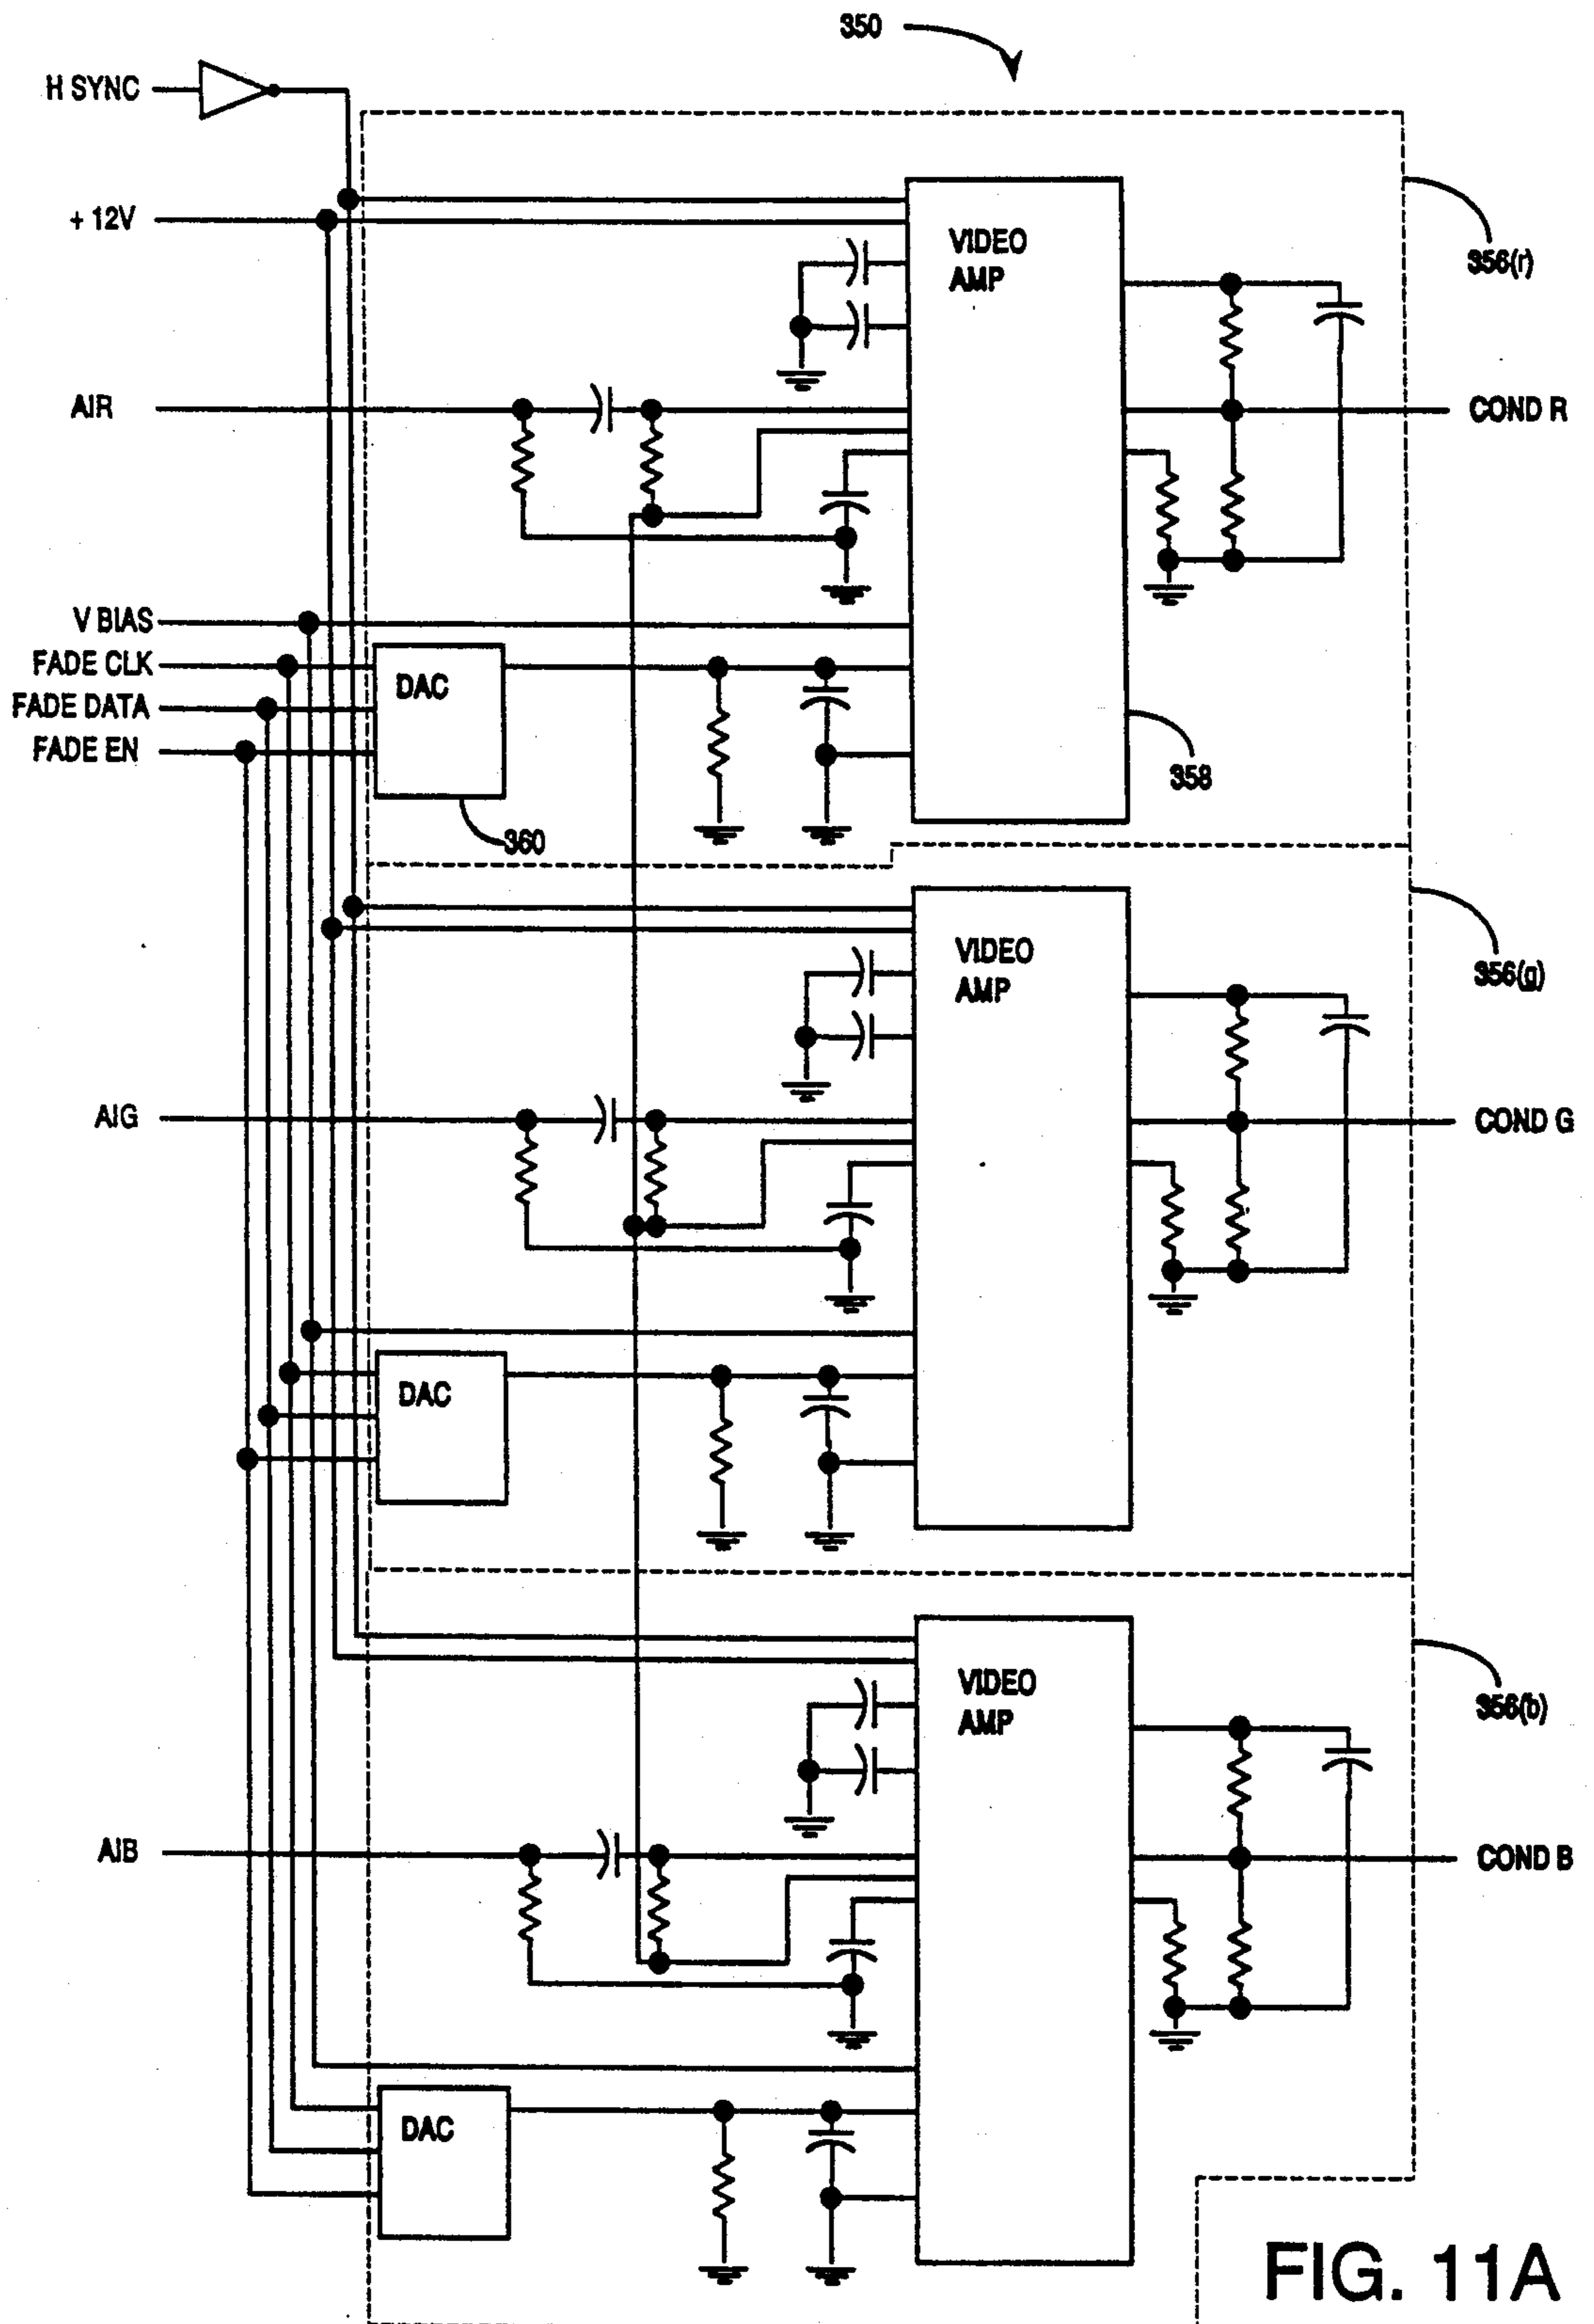 350
H SYNC
+ 12V
VIDEO
AMP
356(r)
AIR
COND R
V BIAS
FADE CLK
FADE DATA
FADE EN
DAC
358
360
VIDEO
AMP
356(g)
AIG
COND G
DAC
VIDEO
AMP
356(b)
AIB
COND B
DAC
FIG. 11A